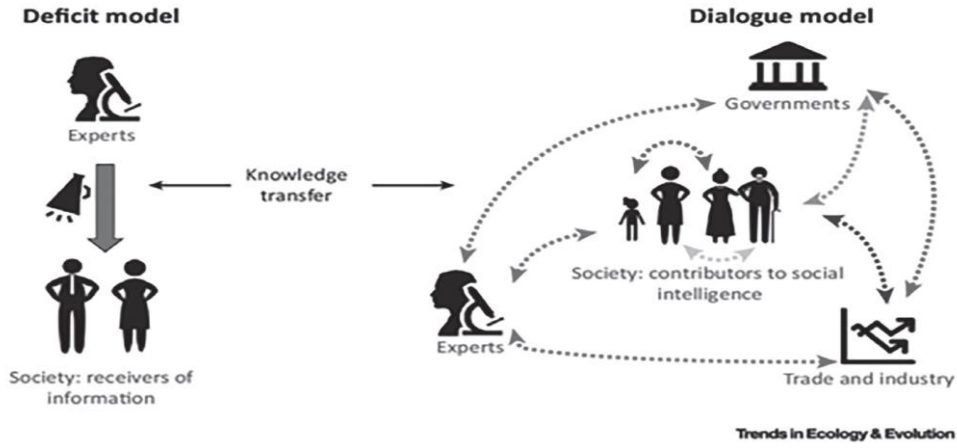 Deficit model
Experts
Society: receivers of
information
Knowledge
transfer
Dialogue model
Governments
Society: contributors to social
intelligence
Experts
Trade and industry
Trends in Ecology & Evolution